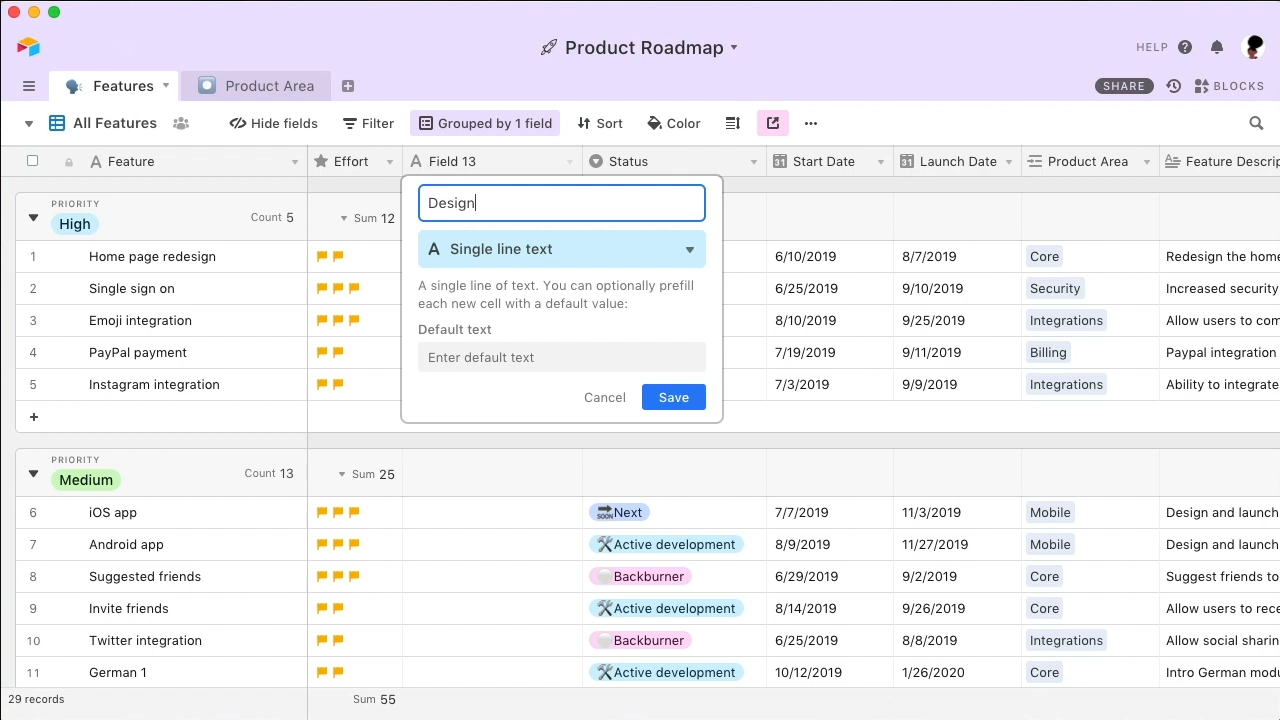 Product Roadmap
HELP
Features
Product Area
SHARE
BLOCKS
All Features
Hide fields
Filter
Grouped by 1 field
Sort
Color
A Feature
Effort
A Field 13
Status
31 Start Date
31 Launch Date
Product Area
A Feature Descrip
PRIORITY
High
Count 5
Sum 12
Design
A Single line text
A single line of text. You can optionally prefill
each new cell with a default value:
Default text
Enter default text
Cancel
Save
1 Home page redesign 6/10/2019 8/7/2019 Core Redesign the home
2 Single sign on 6/25/2019 9/10/2019 Security Increased security
3 Emoji integration 8/10/2019 9/25/2019 Integrations Allow users to com
4 PayPal payment 7/19/2019 9/11/2019 Billing Paypal integration
5 Instagram integration 7/3/2019 9/9/2019 Integrations Ability to integrate
+
PRIORITY
Medium
Count 13
Sum 25
6 iOS app SOON Next 7/7/2019 11/3/2019 Mobile Design and launch
7 Android app Active development 8/9/2019 11/27/2019 Mobile Design and launch
8 Suggested friends Backburner 6/29/2019 9/2/2019 Core Suggest friends to
9 Invite friends Active development 8/14/2019 9/26/2019 Core Allow users to rece
10 Twitter integration Backburner 6/25/2019 8/8/2019 Integrations Allow social sharin
11 German 1 Active development 10/12/2019 1/26/2020 Core Intro German modu
29 records
Sum 55